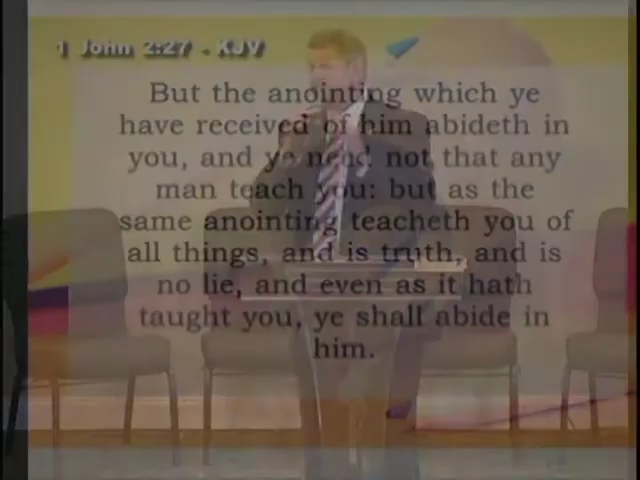 1 John 2:27 - KJV
But the anointing which ye
have received of him abideth in
you, and ye need not that any
man teach you: but as the
same anointing teacheth you of
all things, and is truth, and is
no lie, and even as it hath
taught you, ye shall abide in
him.